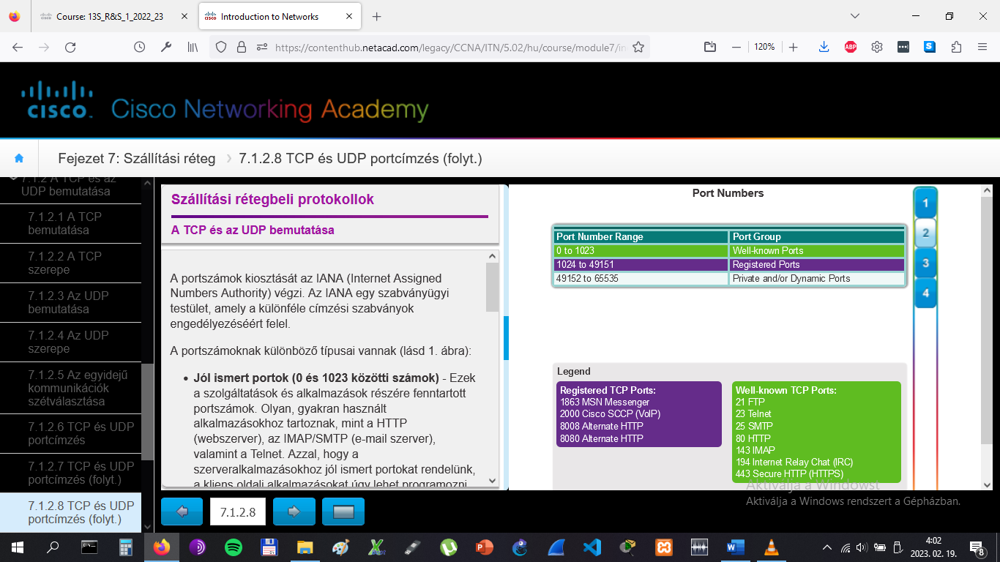 Course: 13S_R&S_1_2022_23
Introduction to Networks
https://contenthub.netacad.com/legacy/CCNA/ITN/5.02/hu/course/module7/in
120%
ABP
CISCO
Cisco Networking Academy
Fejezet 7: Szállítási réteg
7.1.2.8 TCP és UDP portcímzés (folyt.)
7.1.2 A TCP és az
UDP bemutatása
7.1.2.1 A TCP
bemutatása
7.1.2.2 A TCP
szerepe
7.1.2.3 Az UDP
bemutatása
7.1.2.4 Az UDP
szerepe
7.1.2.5 Az egyidejű
kommunikációk
szétválasztása
7.1.2.6 TCP és UDP
portcímzés
7.1.2.7 TCP és UDP
portcímzés (folyt.)
7.1.2.8 TCP és UDP
portcímzés (folyt.)
Szállítási rétegbeli protokollok
A TCP és az UDP bemutatása
A portszámok kiosztását az IANA (Internet Assigned
Numbers Authority) végzi. Az IANA egy szabványügyi
testület, amely a különféle címzési szabványok
engedélyezéséért felel.
A portszámoknak különböző típusai vannak (lásd 1. ábra):
• Jól ismert portok (0 és 1023 közötti számok) - Ezek
a szolgáltatások és alkalmazások részére fenntartott
portszámok. Olyan, gyakran használt
alkalmazásokhoz tartoznak, mint a HTTP
(webszerver), az IMAP/SMTP (e-mail szerver),
valamint a Telnet. Azzal, hogy a
szerveralkalmazásokhoz jól ismert portokat rendelünk,
a kliens oldali alkalmazásokat úgy lehet programozni,
7.1.2.8
Port Numbers
Port Number Range Port Group
0 to 1023 Well-known Ports
1024 to 49151 Registered Ports
49152 to 65535 Private and/or Dynamic Ports
1
2
3
4
Legend
Registered TCP Ports:
1863 MSN Messenger
2000 Cisco SCCP (VoIP)
8008 Alternate HTTP
8080 Alternate HTTP
Well-known TCP Ports:
21 FTP
23 Telnet
25 SMTP
80 HTTP
143 IMAP
194 Internet Relay Chat (IRC)
443 Secure HTTP (HTTPS)
Aktiválja a Windowst
Aktiválja a Windows rendszert a Gépházban.
4:02
2023. 02. 19.
8